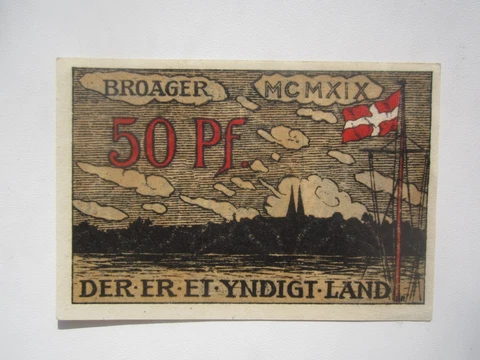 BROAGER MCMXIX
50 Pf.
DER·ER·ET·YNDIGT·LAND